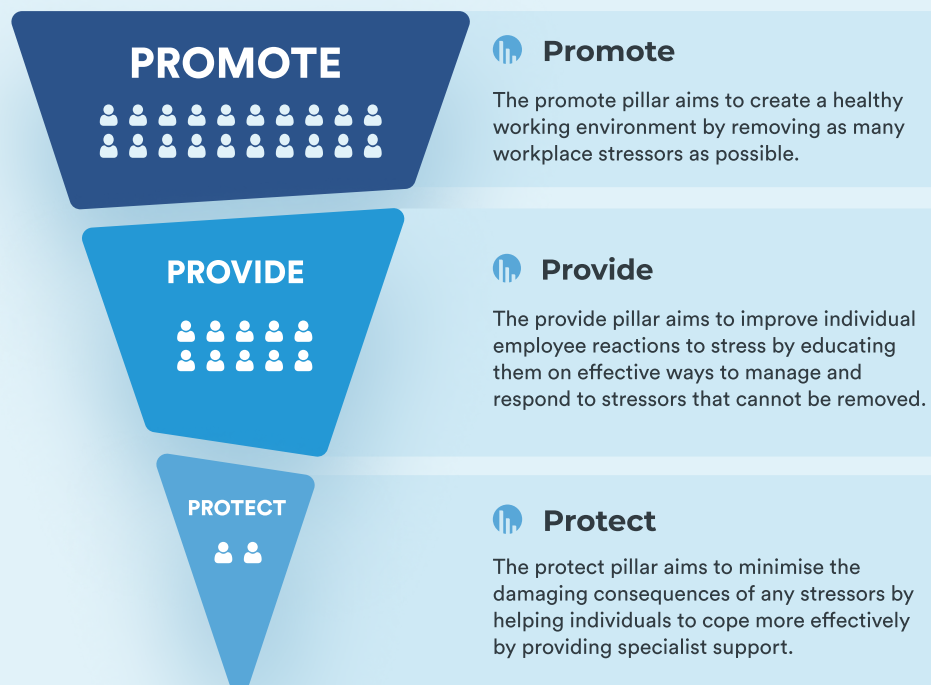 PROMOTE
Promote
The promote pillar aims to create a healthy
working environment by removing as many
workplace stressors as possible.
PROVIDE
Provide
The provide pillar aims to improve individual
employee reactions to stress by educating
them on effective ways to manage and
respond to stressors that cannot be removed.
PROTECT
Protect
The protect pillar aims to minimise the
damaging consequences of any stressors by
helping individuals to cope more effectively
by providing specialist support.